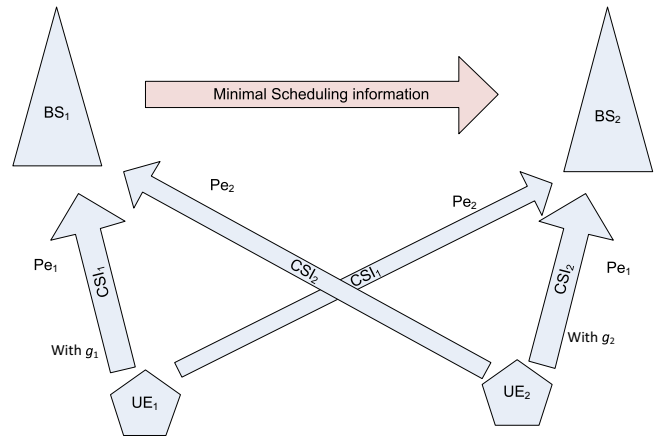 BS₁
Minimal Scheduling information
BS₂
Pe₂
Pe₂
Pe₁
CSI₁
CSI₂
CSI₁
CSI₂
Pe₁
With g₁
With g₂
UE₁
UE₂